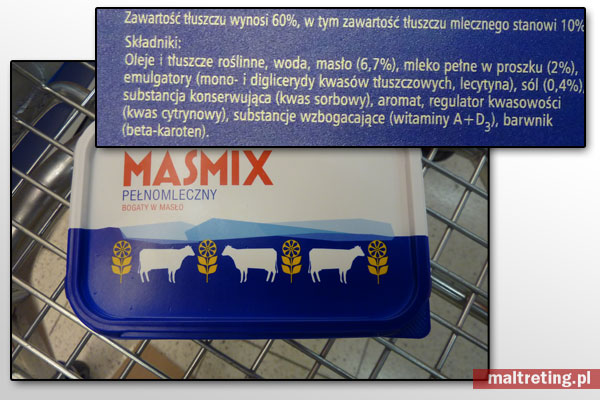 Zawartość tłuszczu wynosi 60%, w tym zawartość tłuszczu mlecznego stanowi 10%
Składniki:
Oleje i tłuszcze roślinne, woda, masło (6,7%), mleko pełne w proszku (2%),
emulgatory (mono- i diglicerydy kwasów tłuszczowych, lecytyna), sól (0,4%),
substancja konserwująca (kwas sorbowy), aromat, regulator kwasowości
(kwas cytrynowy), substancje wzbogacające (witaminy A+D₃), barwnik
(beta-karoten).
MASMIX
PEŁNOMLECZNY
BOGATY W MASŁO
maltreting.pl